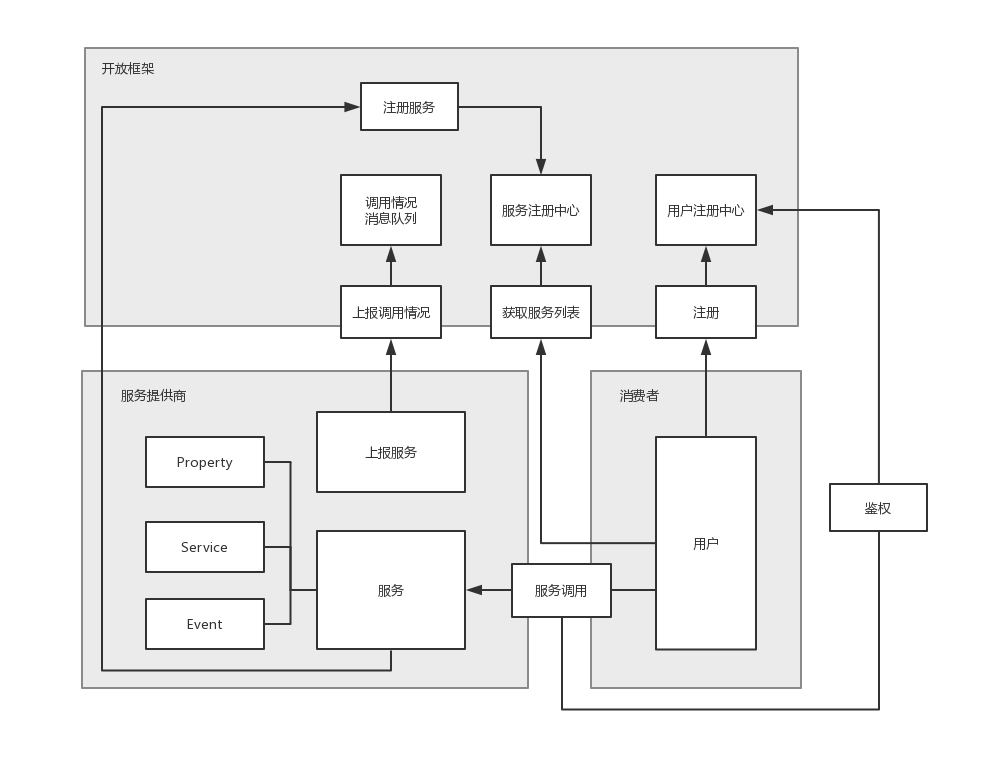 开放框架
注册服务
调用情况
消息队列
服务注册中心
用户注册中心
上报调用情况
获取服务列表
注册
服务提供商
消费者
上报服务
Property
Service
Event
服务
服务调用
用户
鉴权